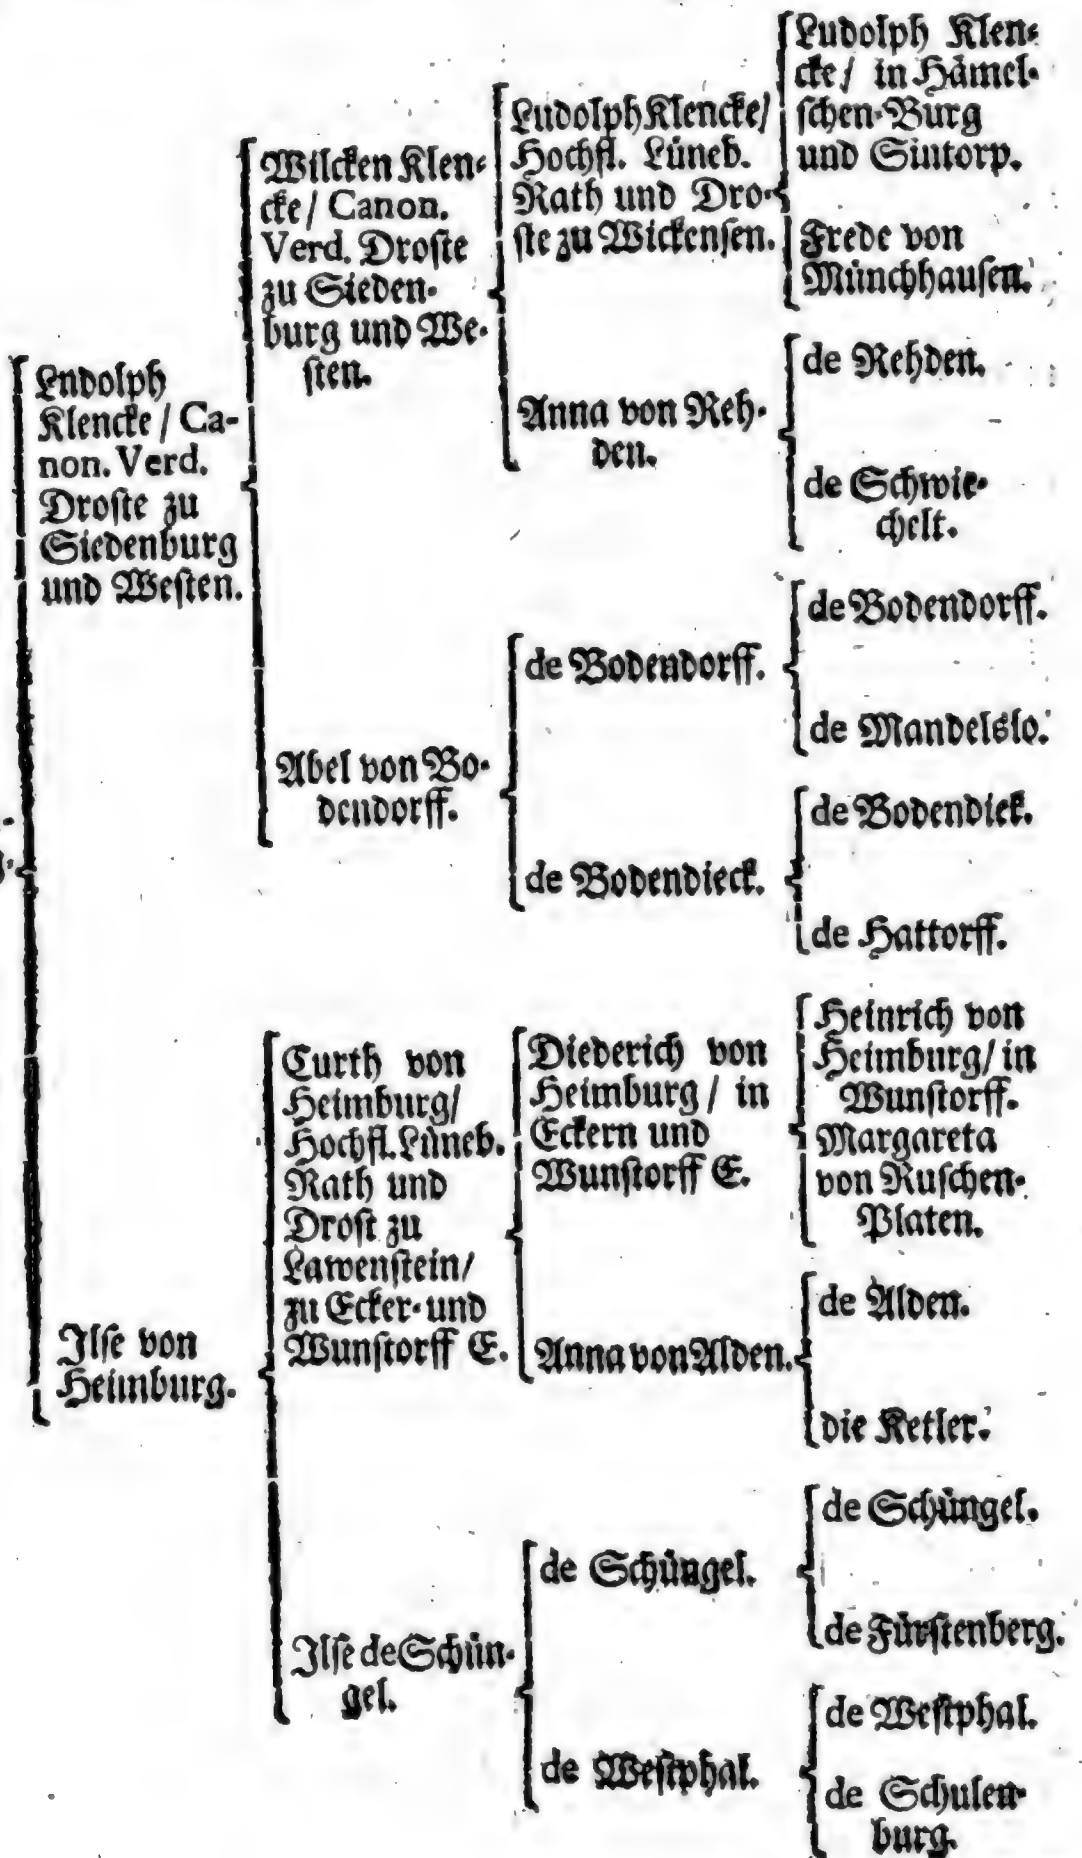 Ludolph Klen-
cke/ in Hämel-
schen-Burg
und Sintorp.
Ludolph Klencke/
Hochfl. Lüneb.
Rath und Dro-
ste zu Wickensen.
Frede von
Münchhausen.
Wilcken Klen-
cke/ Canon.
Verd. Droste
zu Sieden-
burg und We-
sten.
Anna von Reh-
den.
de Rehden.
de Schwie-
chelt.
Lndolph
Klencke / Ca-
non. Verd.
Droste zu
Siedenburg
und Westen.
Abel von Bo-
dendorff.
de Bodendorff.
de Bodendorff.
de Mandelslo.
de Bodendieck.
de Bodendiek.
de Hattorff.
Curth von
Heimburg/
Hochfl. Lüneb.
Rath und
Drost zu
Lawenstein/
zu Ecker- und
Wunstorff E.
Diederich von
Heimburg / in
Eckern und
Wunstorff E.
Heinrich von
Heimburg/ in
Wunstorff.
Margareta
von Ruschen-
Platen.
Anna von Alden.
de Alden.
die Ketler.
Ilse von
Heimburg.
Ilse de Schün-
gel.
de Schüngel.
de Schüngel.
de Fürstenberg.
de Westphal.
de Westphal.
de Schulen-
burg.